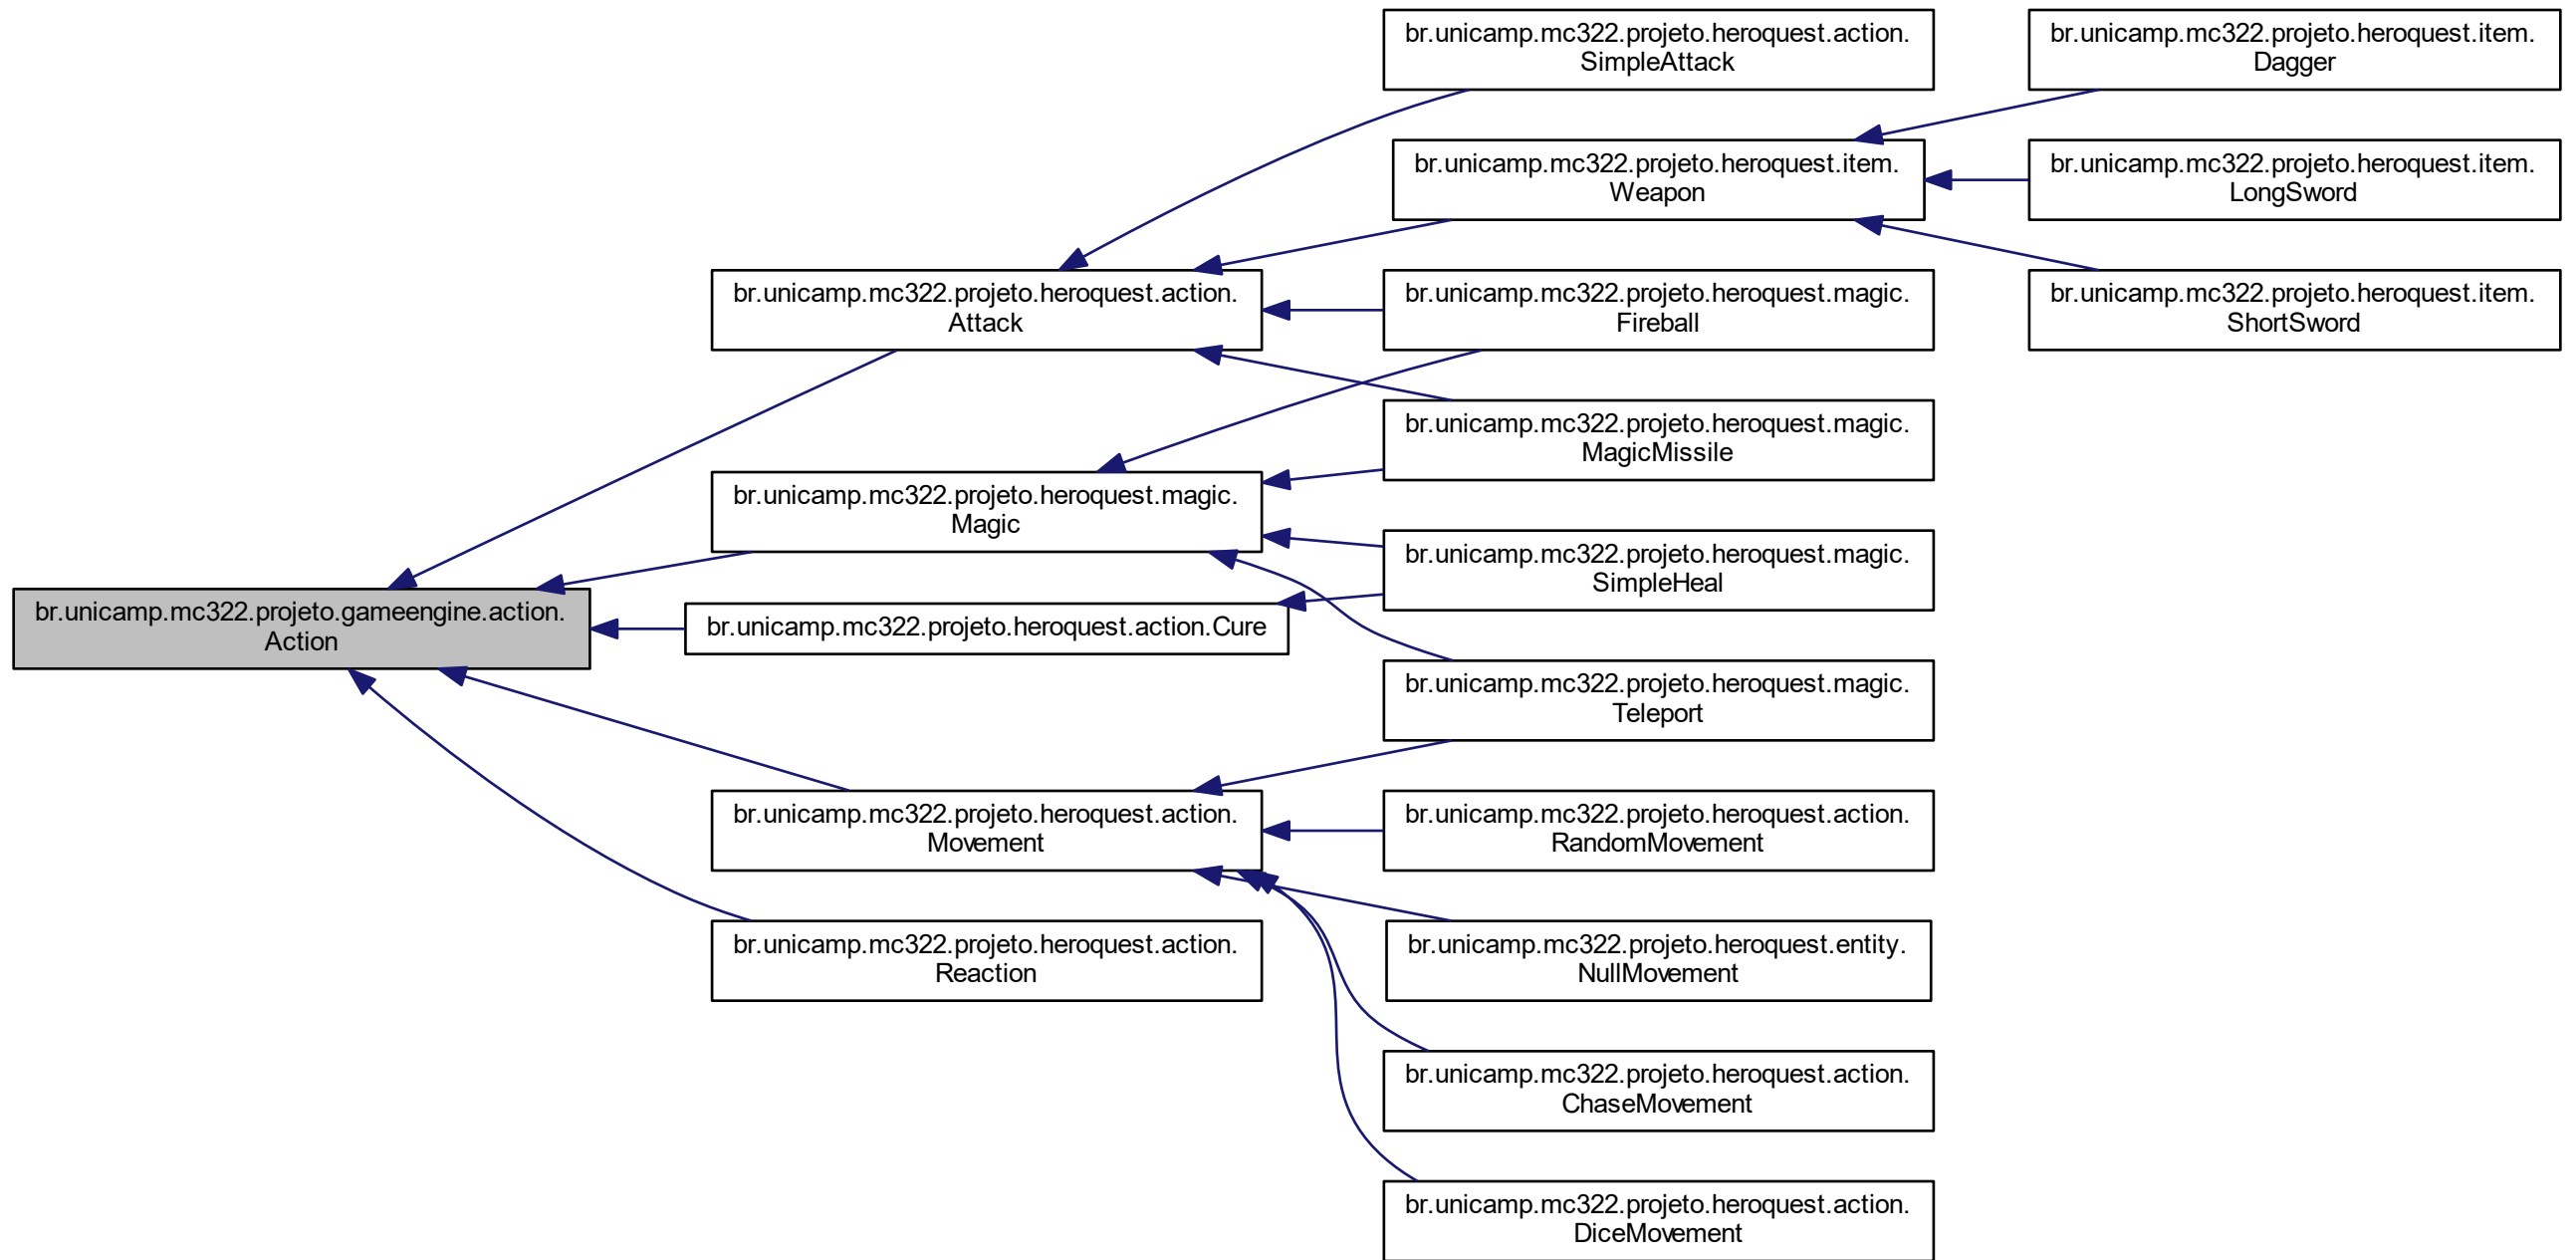 br.unicamp.mc322.projeto.gameengine.action.
Action
br.unicamp.mc322.projeto.heroquest.action.
Attack
br.unicamp.mc322.projeto.heroquest.magic.
Magic
br.unicamp.mc322.projeto.heroquest.action.Cure
br.unicamp.mc322.projeto.heroquest.action.
Movement
br.unicamp.mc322.projeto.heroquest.action.
Reaction
br.unicamp.mc322.projeto.heroquest.action.
SimpleAttack
br.unicamp.mc322.projeto.heroquest.item.
Weapon
br.unicamp.mc322.projeto.heroquest.magic.
Fireball
br.unicamp.mc322.projeto.heroquest.magic.
MagicMissile
br.unicamp.mc322.projeto.heroquest.magic.
SimpleHeal
br.unicamp.mc322.projeto.heroquest.magic.
Teleport
br.unicamp.mc322.projeto.heroquest.action.
RandomMovement
br.unicamp.mc322.projeto.heroquest.entity.
NullMovement
br.unicamp.mc322.projeto.heroquest.action.
ChaseMovement
br.unicamp.mc322.projeto.heroquest.action.
DiceMovement
br.unicamp.mc322.projeto.heroquest.item.
Dagger
br.unicamp.mc322.projeto.heroquest.item.
LongSword
br.unicamp.mc322.projeto.heroquest.item.
ShortSword